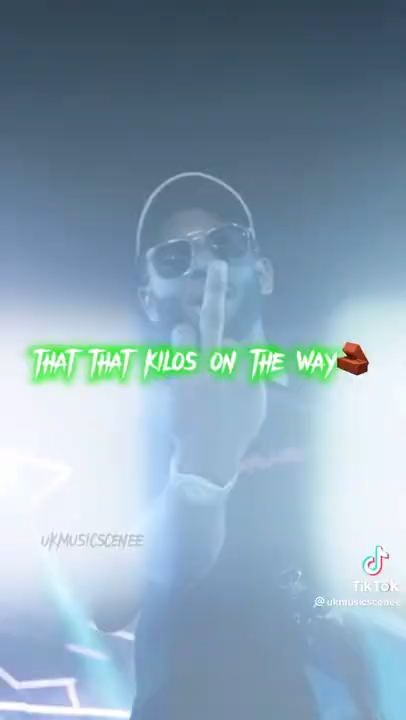 THAT THAT KILOS ON THE WAY🧱
UKMUSICSCENEE
TikTok
@ukmusicscenee